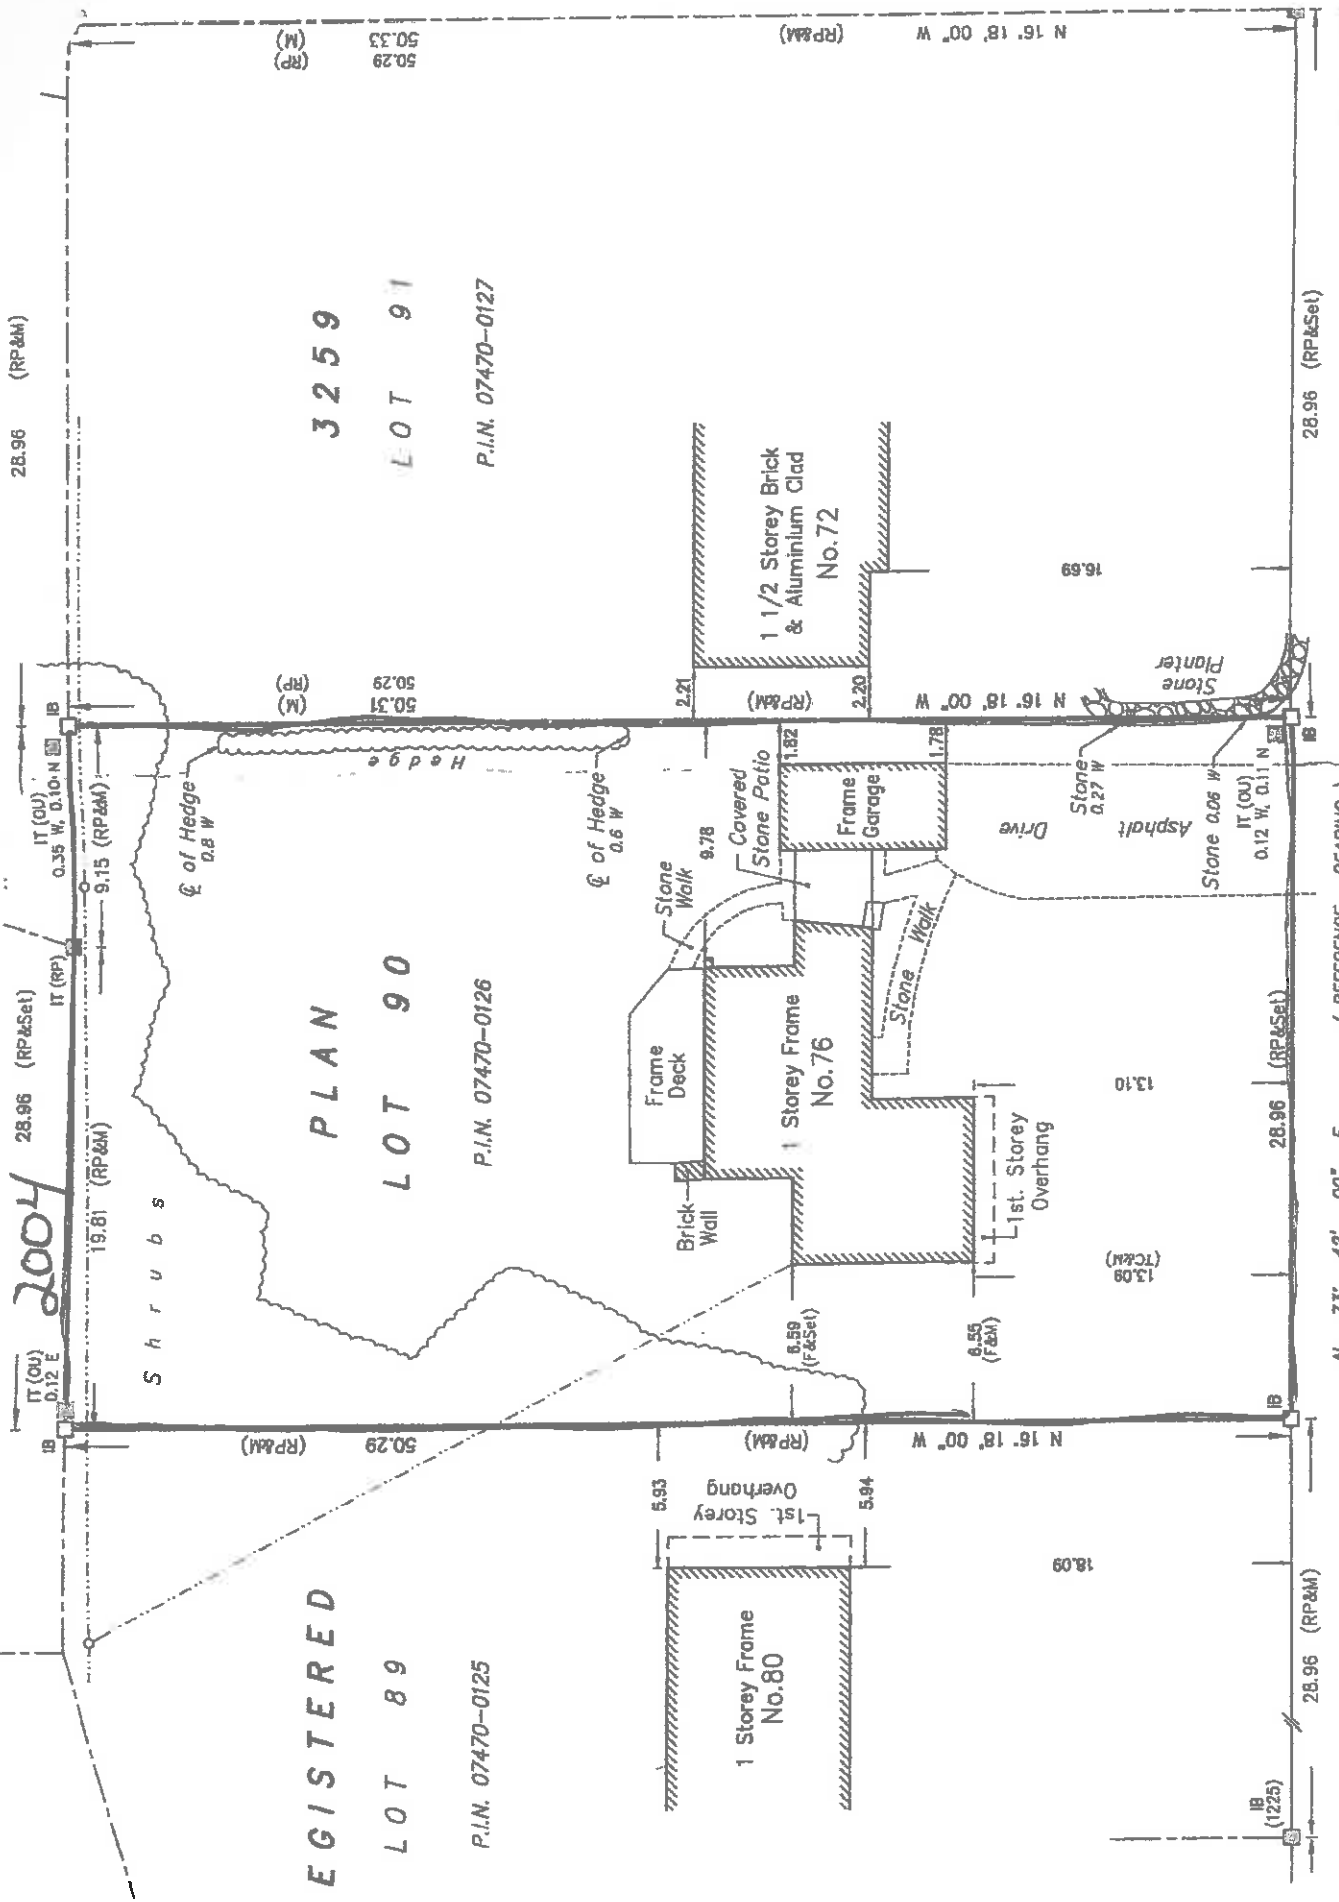 2004
28.96 (RP&Set)
28.96 (RP&M)
IT (OU)
0.12 E
IB
19.81 (RP&M)
IT (RP)
9.15 (RP&M)
IT (OU)
0.35 W, 0.10 N
IB
Shrubs
50.29
(RP&M)
℄ of Hedge
0.8 W
Hedge
50.31 (M)
50.29 (RP)
50.29 (RP)
50.33 (M)
EGISTERED
PLAN
3259
LOT 89
LOT 90
LOT 91
P.I.N. 07470-0125
P.I.N. 07470-0126
P.I.N. 07470-0127
℄ of Hedge
0.6 W
5.93
Brick
Wall
Frame
Deck
Stone
Walk
9.78
2.21
1 Storey Frame
No.80
1st. Storey
Overhang
(RP&M)
6.59
(F&Set)
1 Storey Frame
No.76
Covered
Stone Patio
1.82
(RP&M)
1 1/2 Storey Brick
& Aluminium Clad
No.72
(RP&M)
5.94
Frame
Garage
2.20
N 16° 18' 00" W
6.55
(F&M)
Stone Walk
1.78
N 16° 18' 00" W
N 16° 18' 00" W
1st. Storey
Overhang
Asphalt
Drive
18.09
13.09
(TC&M)
13.10
Stone
0.27 W
16.69
Stone
Planter
Stone 0.06 W
IT (OU)
0.12 W, 0.11 N
IB
(1225)
IB
28.96 (RP&Set)
IB
28.96 (RP&M)
28.96 (RP&Set)